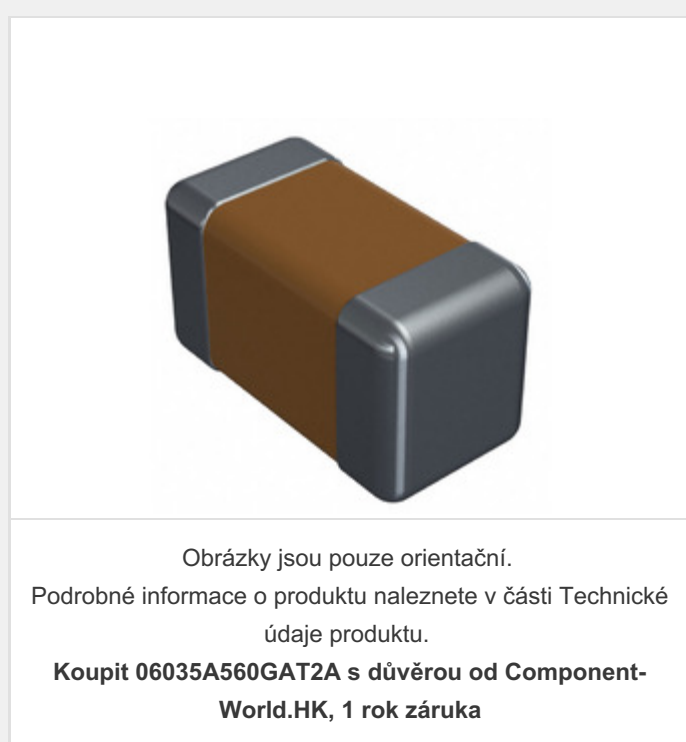 Obrázky jsou pouze orientační.
Podrobné informace o produktu naleznete v části Technické
údaje produktu.
Koupit 06035A560GAT2A s důvěrou od Component-
World.HK, 1 rok záruka